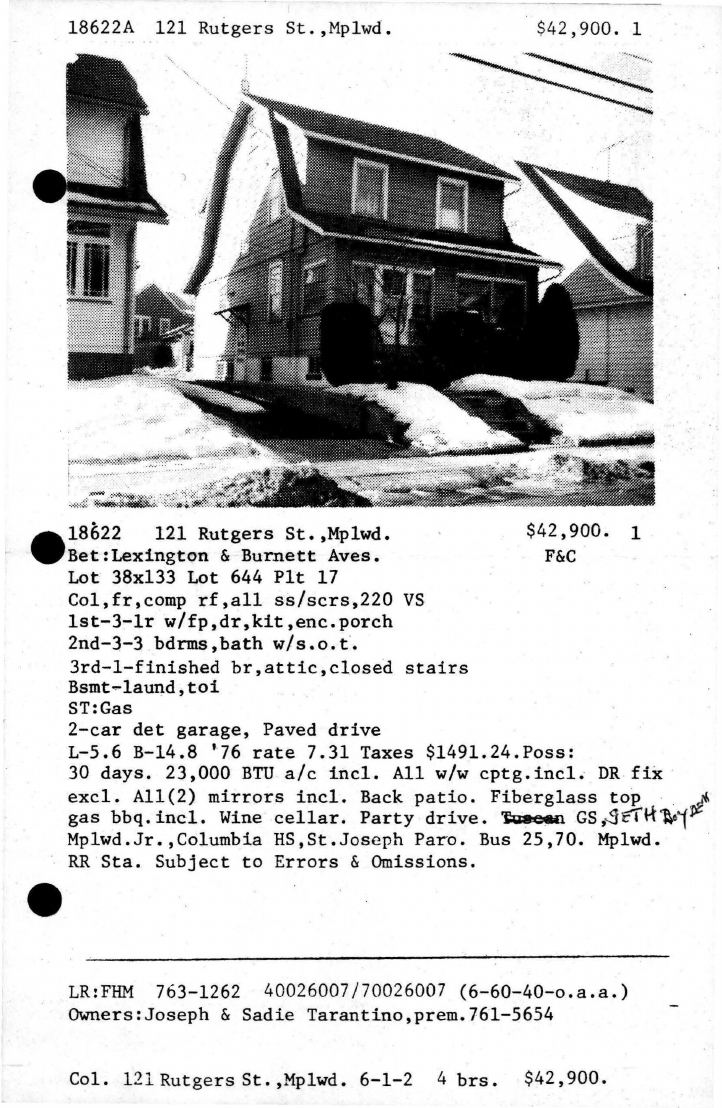 18622A 121 Rutgers St.,Mplwd. $42,900. 1
18622 121 Rutgers St.,Mplwd. $42,900. 1
Bet:Lexington & Burnett Aves. F&C
Lot 38x133 Lot 644 Plt 17
Col,fr,comp rf,all ss/scrs,220 VS
1st-3-lr w/fp,dr,kit,enc.porch
2nd-3-3 bdrms,bath w/s.o.t.
3rd-1-finished br,attic,closed stairs
Bsmt-laund,toi
ST:Gas
2-car det garage, Paved drive
L-5.6 B-14.8 '76 rate 7.31 Taxes $1491.24.Poss:
30 days. 23,000 BTU a/c incl. All w/w cptg.incl. DR fix
excl. All(2) mirrors incl. Back patio. Fiberglass top
gas bbq.incl. Wine cellar. Party drive. Tuscan GS,SETH BOYDEN
Mplwd.Jr.,Columbia HS,St.Joseph Paro. Bus 25,70. Mplwd.
RR Sta. Subject to Errors & Omissions.
LR:FHM 763-1262 40026007/70026007 (6-60-40-o.a.a.)
Owners:Joseph & Sadie Tarantino,prem.761-5654
Col. 121 Rutgers St.,Mplwd. 6-1-2 4 brs. $42,900.